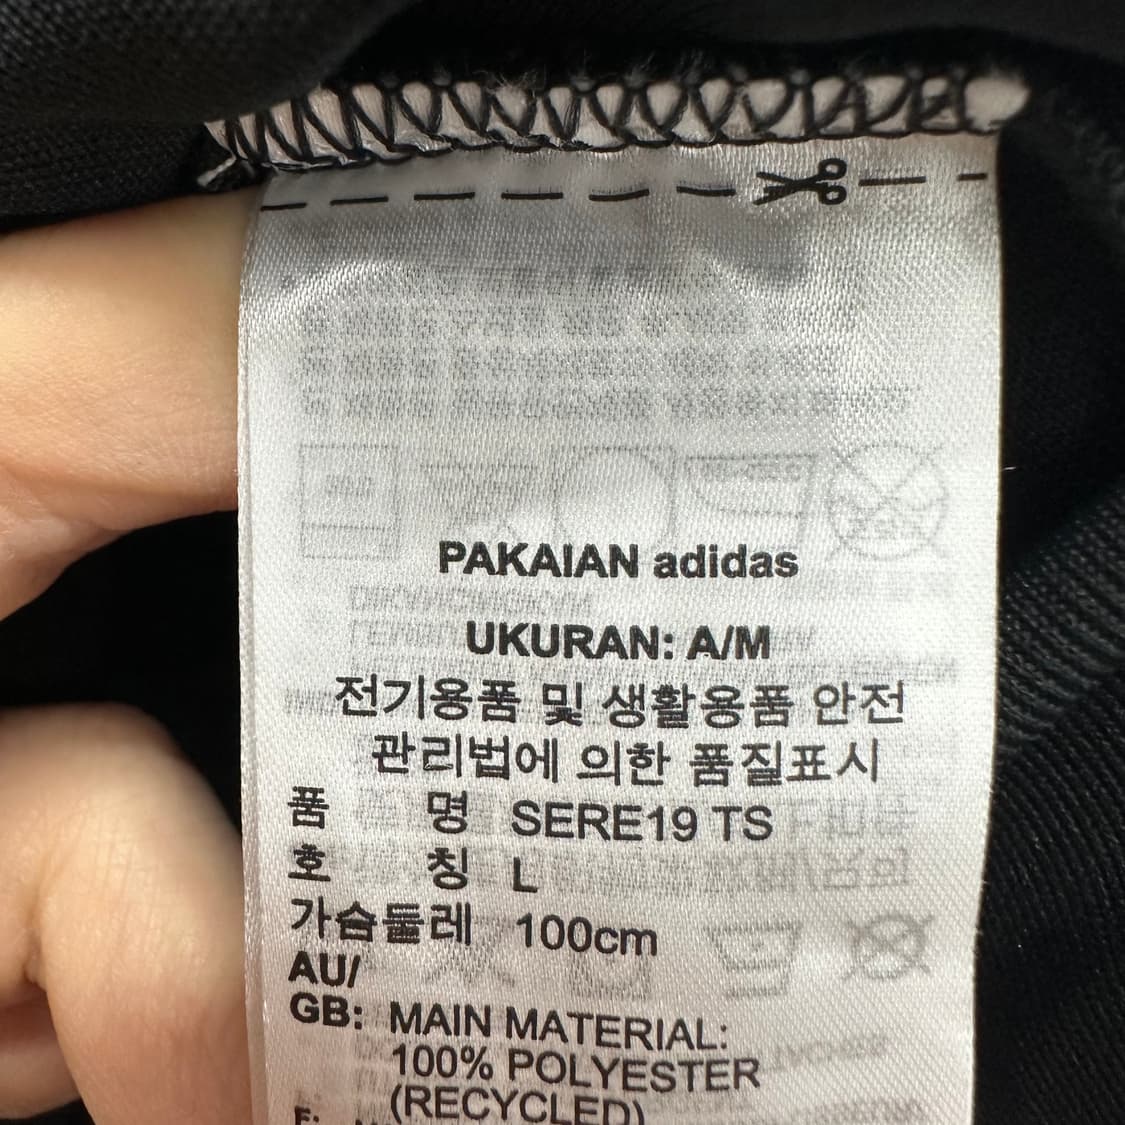 PAKAIAN adidas
UKURAN: A/M
전기용품 및 생활용품 안전
관리법에 의한 품질표시
품 명 SERE19 TS
호 칭 L
가슴둘레 100cm
AU/
GB: MAIN MATERIAL:
100% POLYESTER
(RECYCLED)